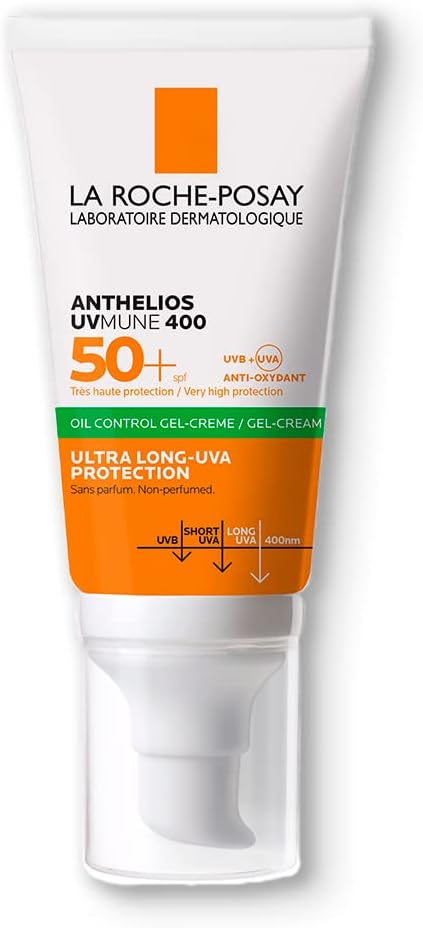 LA ROCHE-POSAY
LABORATOIRE DERMATOLOGIQUE
ANTHELIOS
UVMUNE 400
50+ spf
UVB + UVA
ANTI-OXYDANT
Très haute protection / Very high protection
OIL CONTROL GEL-CREME / GEL-CREAM
ULTRA LONG-UVA
PROTECTION
Sans parfum. Non-perfumed.
UVB
SHORT
UVA
LONG
UVA
400nm